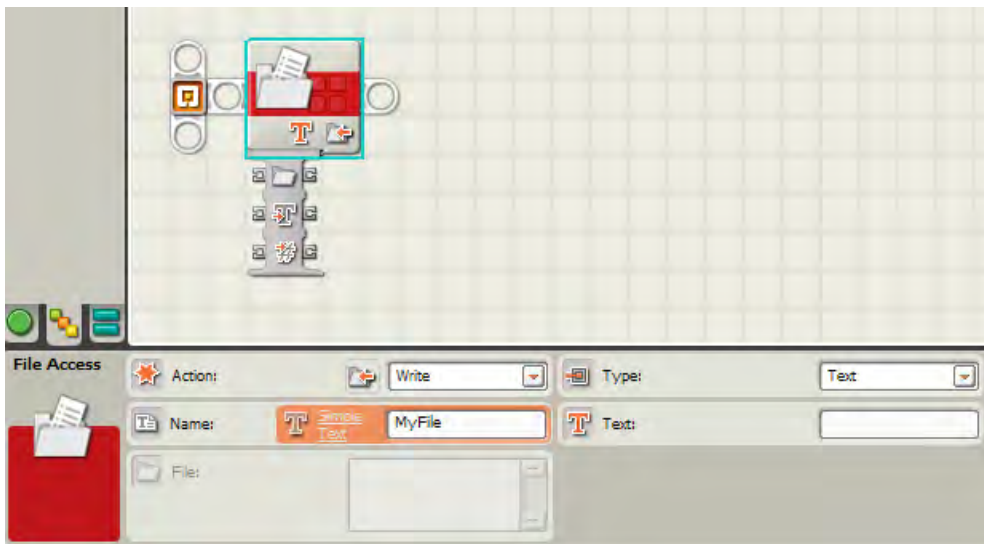 File Access
Action:
Write
Type:
Text
Name:
Simple
Text
MyFile
Text:
File: